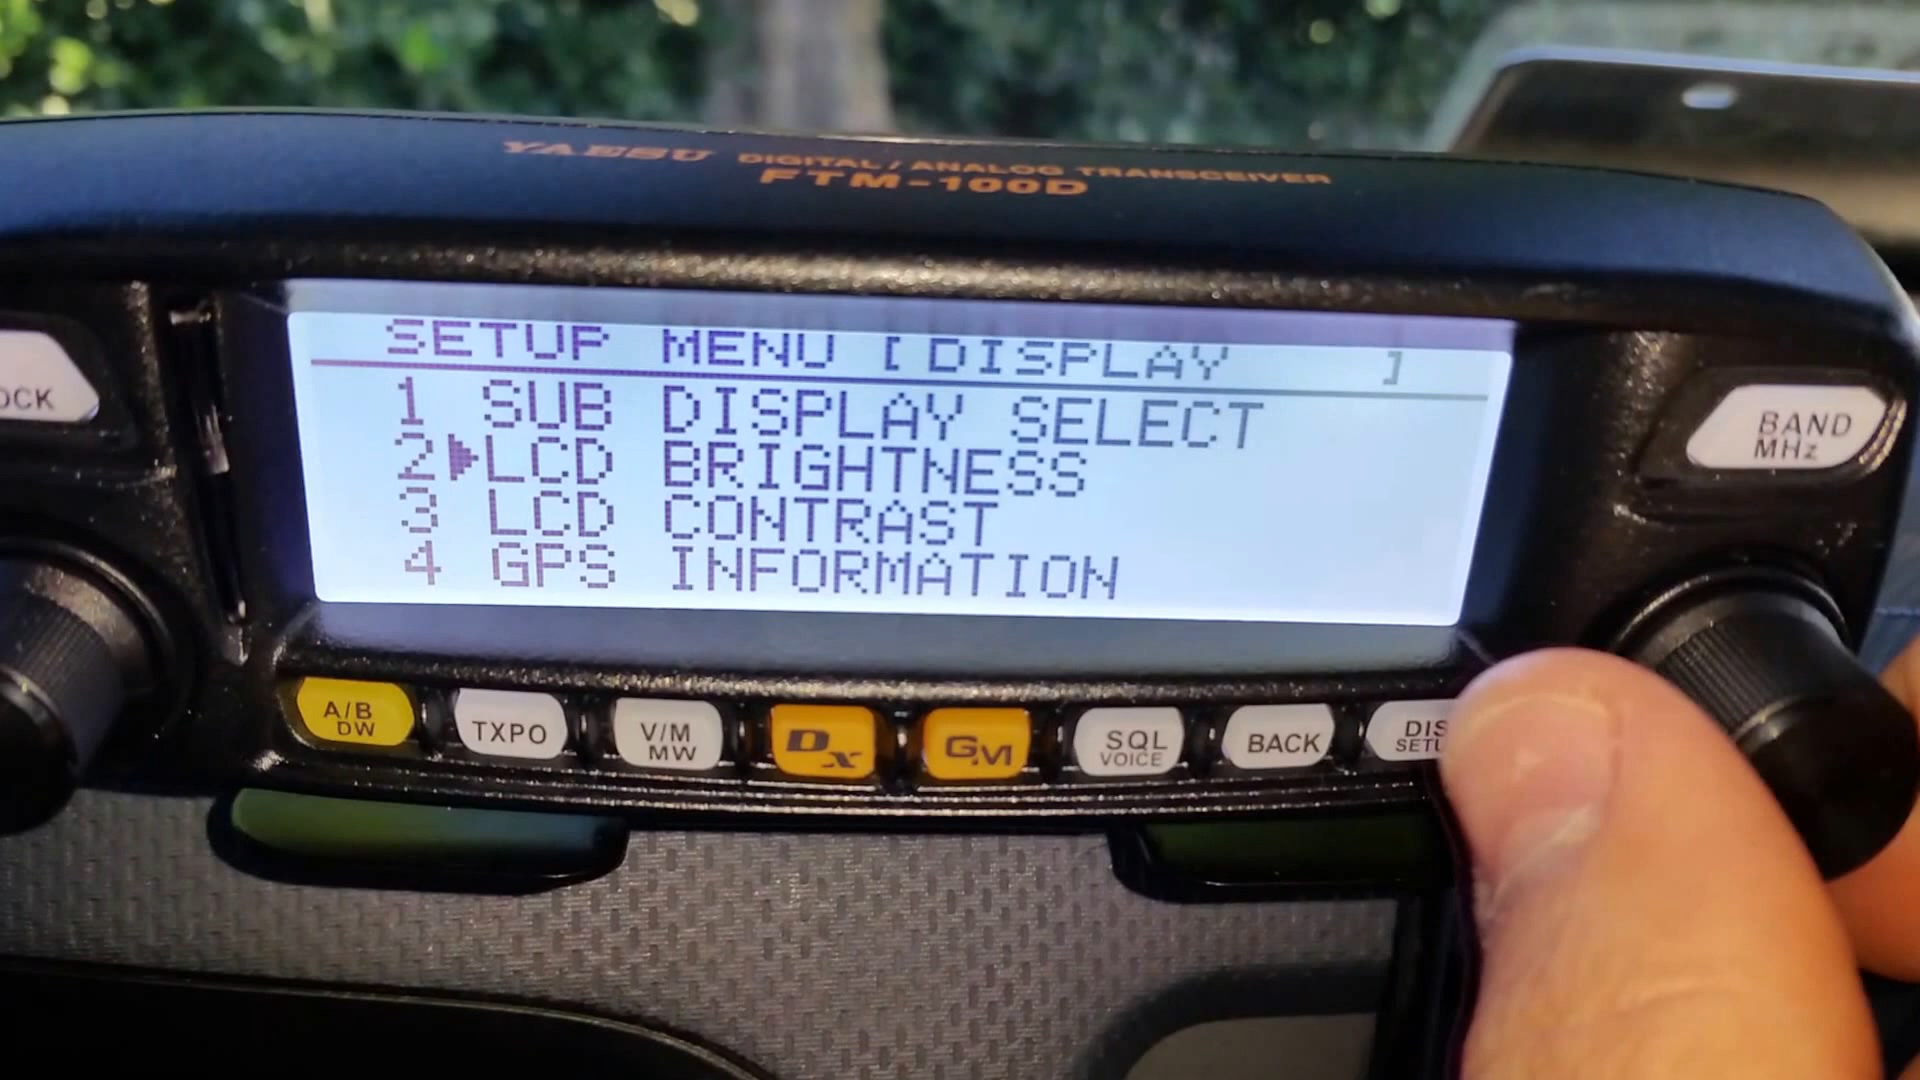 YAESU DIGITAL / ANALOG TRANSCEIVER
FTM-100D
SETUP MENU [DISPLAY ]
1 SUB DISPLAY SELECT
2 ▶LCD BRIGHTNESS
3 LCD CONTRAST
4 GPS INFORMATION
BAND
MHz
A/B
DW
TXPO
V/M
MW
DX
GM
SQL
VOICE
BACK